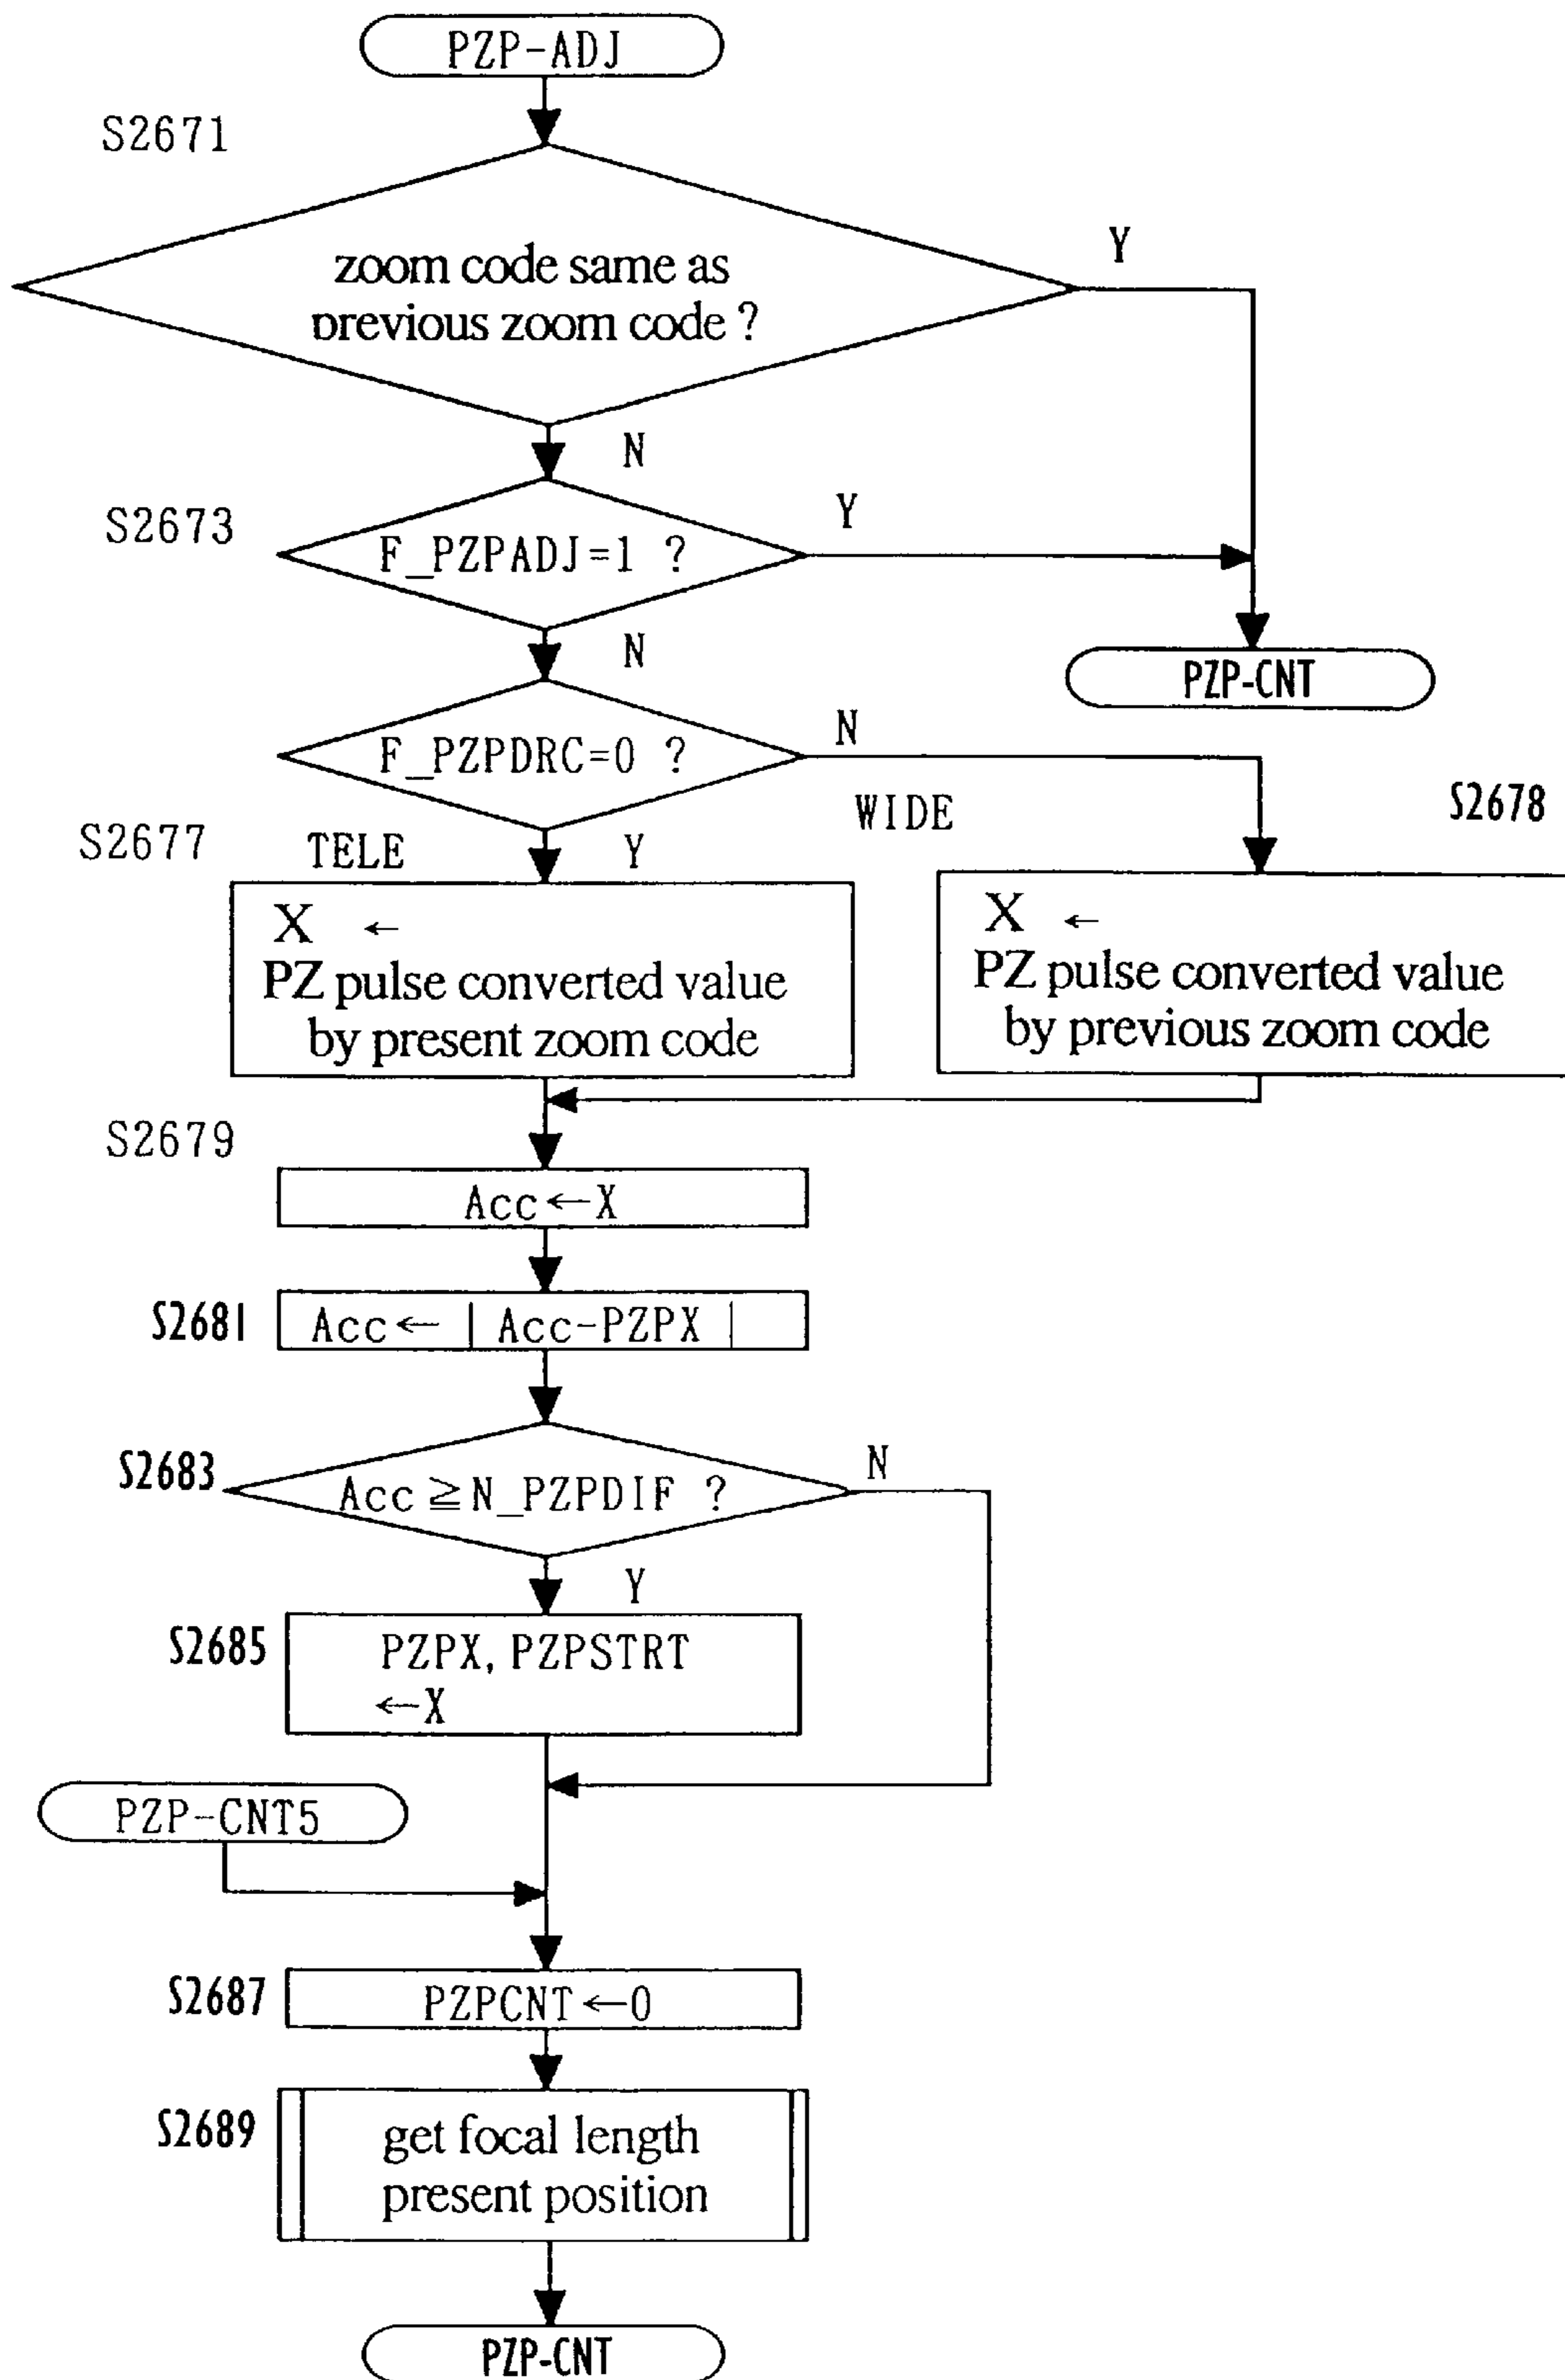 PZP-ADJ
S2671
zoom code same as
previous zoom code ?
Y
N
S2673
F_PZPADJ=1 ?
Y
N
PZP-CNT
F_PZPDRC=0 ?
N
WIDE
S2678
S2677
TELE
Y
X ←
PZ pulse converted value
by present zoom code
X ←
PZ pulse converted value
by previous zoom code
S2679
Acc←X
S2681
Acc← | Acc-PZPX |
S2683
Acc≧N_PZPDIF ?
N
Y
S2685
PZPX, PZPSTRT
←X
PZP-CNT5
S2687
PZPCNT←0
S2689
get focal length
present position
PZP-CNT